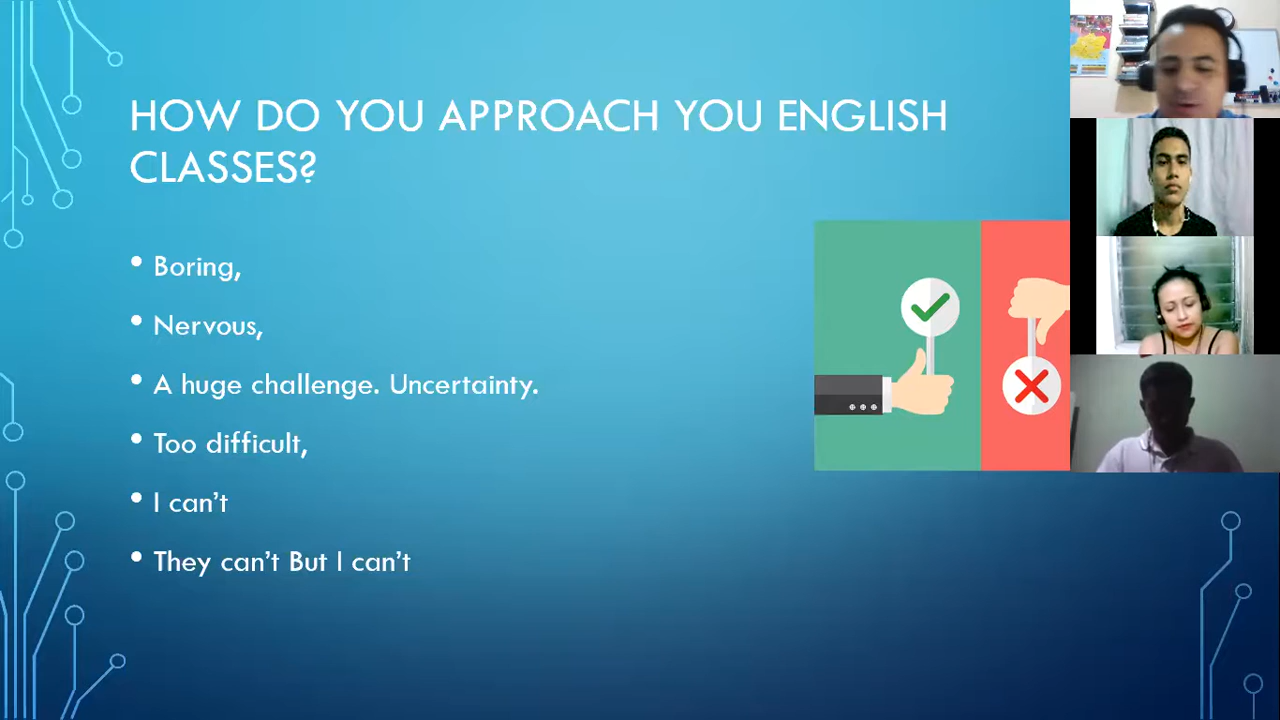 HOW DO YOU APPROACH YOU ENGLISH
CLASSES?
• Boring,
• Nervous,
• A huge challenge. Uncertainty.
• Too difficult,
• I can't
• They can't But I can't